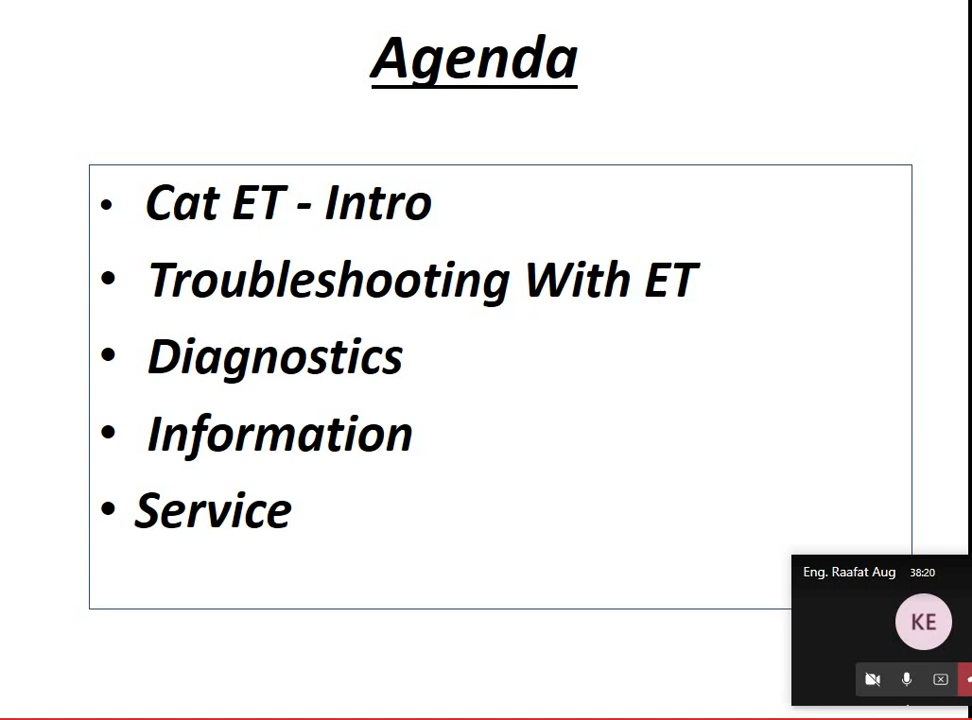 Agenda
• Cat ET - Intro
• Troubleshooting With ET
• Diagnostics
• Information
• Service
Eng. Raafat Aug 38:20
KE